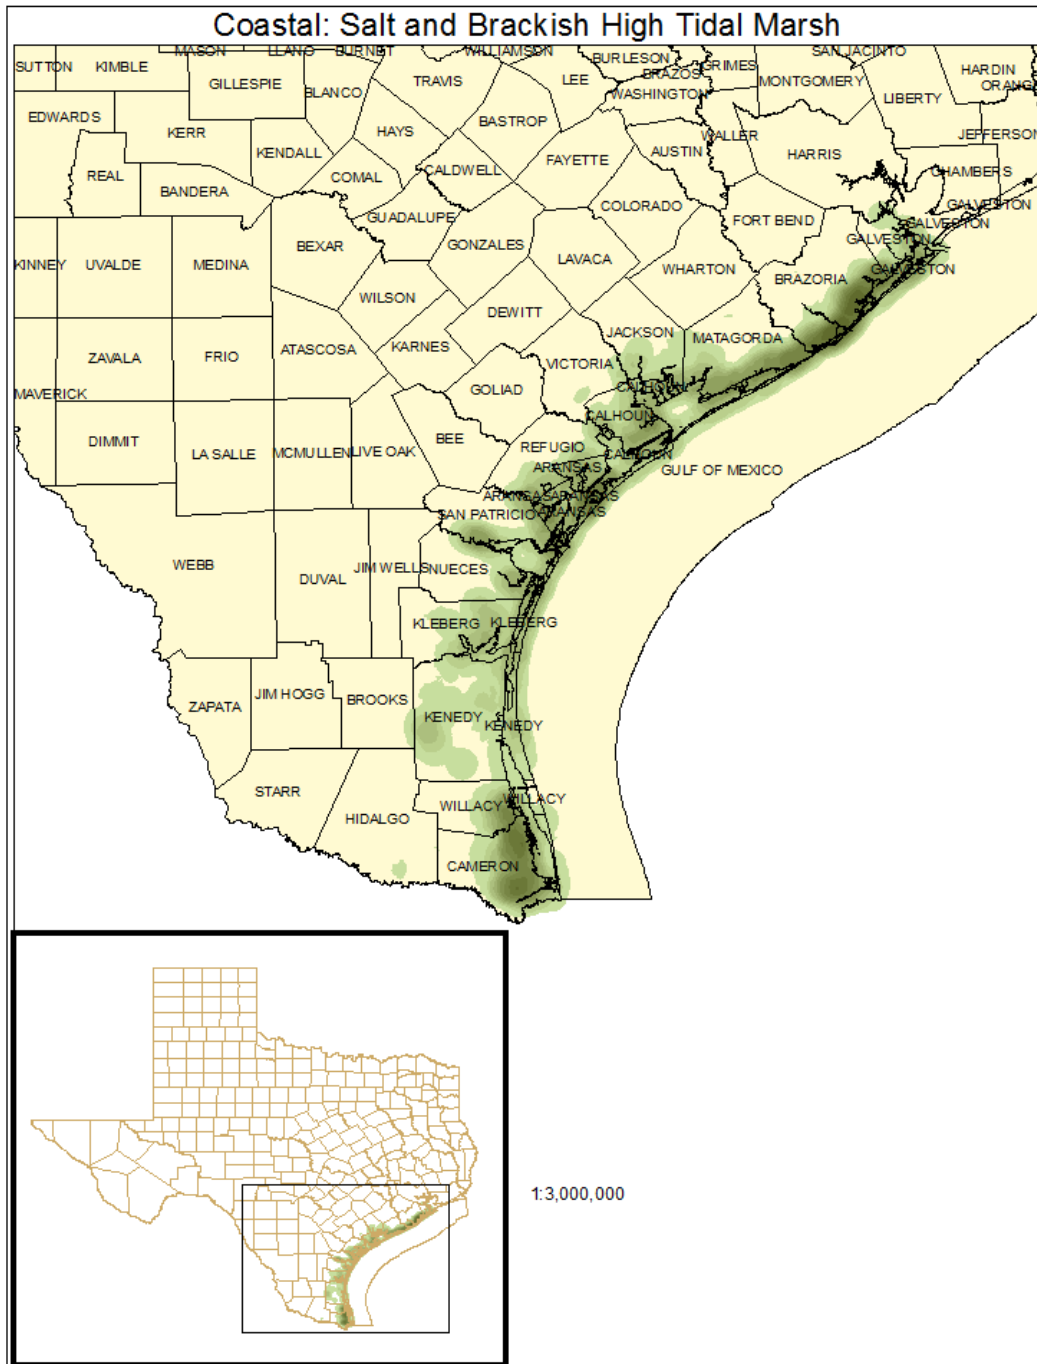 Coastal: Salt and Brackish High Tidal Marsh
MASON
LLANO
BURNET
WILLIAMSON
BURLESON
SAN JACINTO
SUTTON
KIMBLE
GILLESPIE
BLANCO
TRAVIS
LEE
BRAZOS
GRIMES
MONTGOMERY
HARDIN
ORANGE
WASHINGTON
LIBERTY
EDWARDS
KERR
HAYS
BASTROP
WALLER
JEFFERSON
KENDALL
CALDWELL
FAYETTE
AUSTIN
HARRIS
REAL
BANDERA
COMAL
CHAMBERS
COLORADO
GALVESTON
GUADALUPE
FORT BEND
GALVESTON
BEXAR
GONZALES
GALVESTON
KINNEY
UVALDE
MEDINA
LAVACA
WHARTON
GALVESTON
BRAZORIA
WILSON
DEWITT
JACKSON
MATAGORDA
ZAVALA
FRIO
ATASCOSA
KARNES
VICTORIA
MAVERICK
GOLIAD
CALHOUN
CALHOUN
DIMMIT
LA SALLE
MCMULLEN
LIVE OAK
BEE
REFUGIO
CALHOUN
GULF OF MEXICO
ARANSAS
ARANSAS
ARANSAS
SAN PATRICIO
ARANSAS
WEBB
DUVAL
JIM WELLS
NUECES
KLEBERG
KLEBERG
ZAPATA
JIM HOGG
BROOKS
KENEDY
KENEDY
STARR
HIDALGO
WILLACY
WILLACY
CAMERON
1:3,000,000